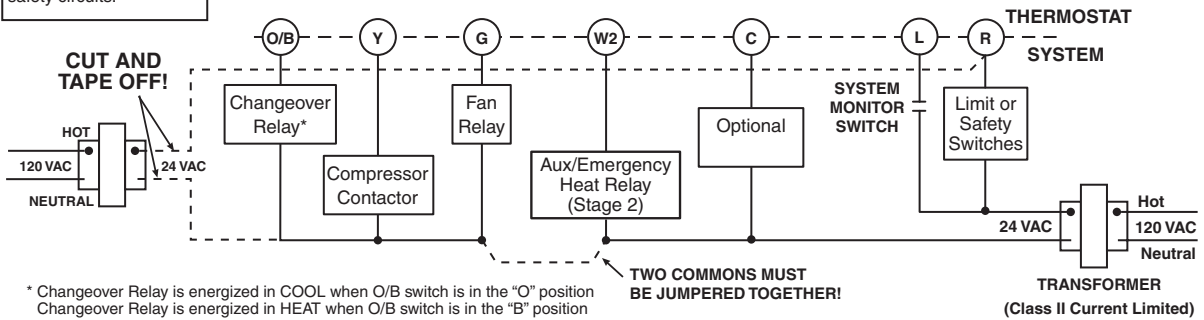 safety circuits.
THERMOSTAT
SYSTEM
O/B
Y
G
W2
C
L
R
CUT AND
TAPE OFF!
HOT
120 VAC
24 VAC
NEUTRAL
Changeover
Relay*
Compressor
Contactor
Fan
Relay
Aux/Emergency
Heat Relay
(Stage 2)
Optional
SYSTEM
MONITOR
SWITCH
Limit or
Safety
Switches
24 VAC
Hot
120 VAC
Neutral
TRANSFORMER
(Class II Current Limited)
TWO COMMONS MUST
BE JUMPERED TOGETHER!
* Changeover Relay is energized in COOL when O/B switch is in the “O” position
Changeover Relay is energized in HEAT when O/B switch is in the “B” position